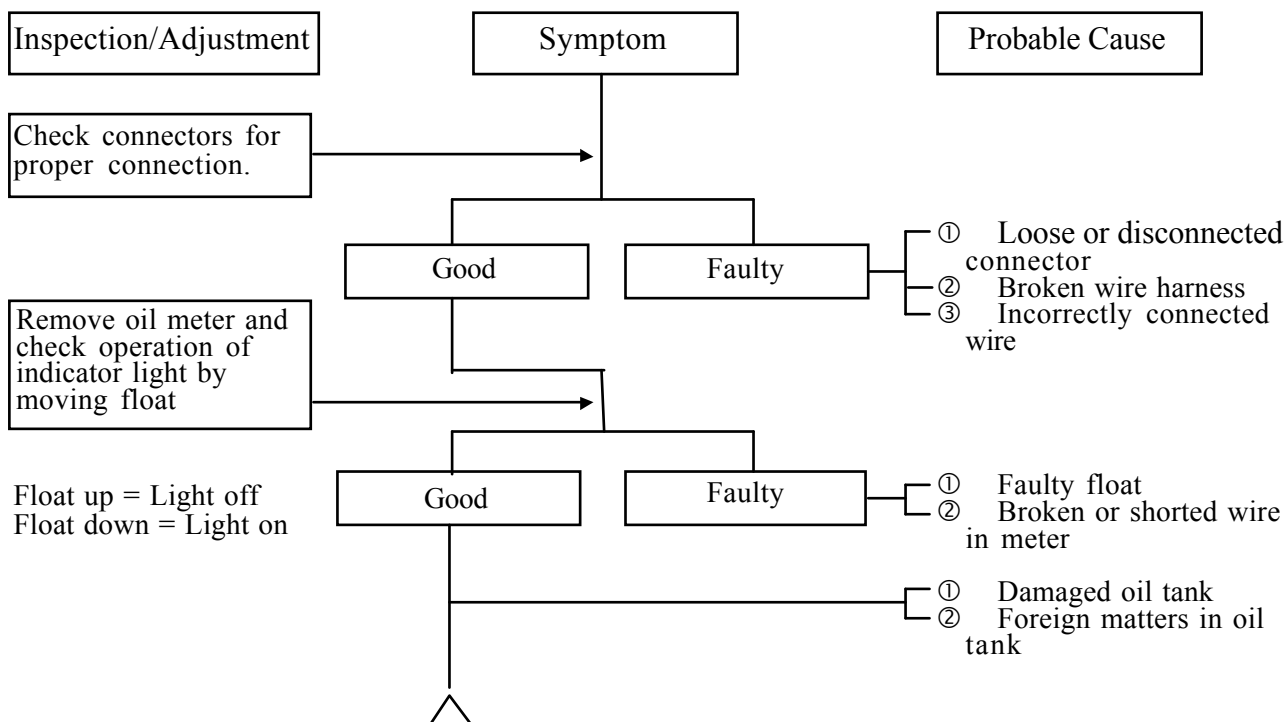 Inspection/Adjustment
Symptom
Probable Cause
Check connectors for
proper connection.
Good
Faulty
① Loose or disconnected
connector
② Broken wire harness
③ Incorrectly connected
wire
Remove oil meter and
check operation of
indicator light by
moving float
Float up = Light off
Float down = Light on
Good
Faulty
① Faulty float
② Broken or shorted wire
in meter
① Damaged oil tank
② Foreign matters in oil
tank